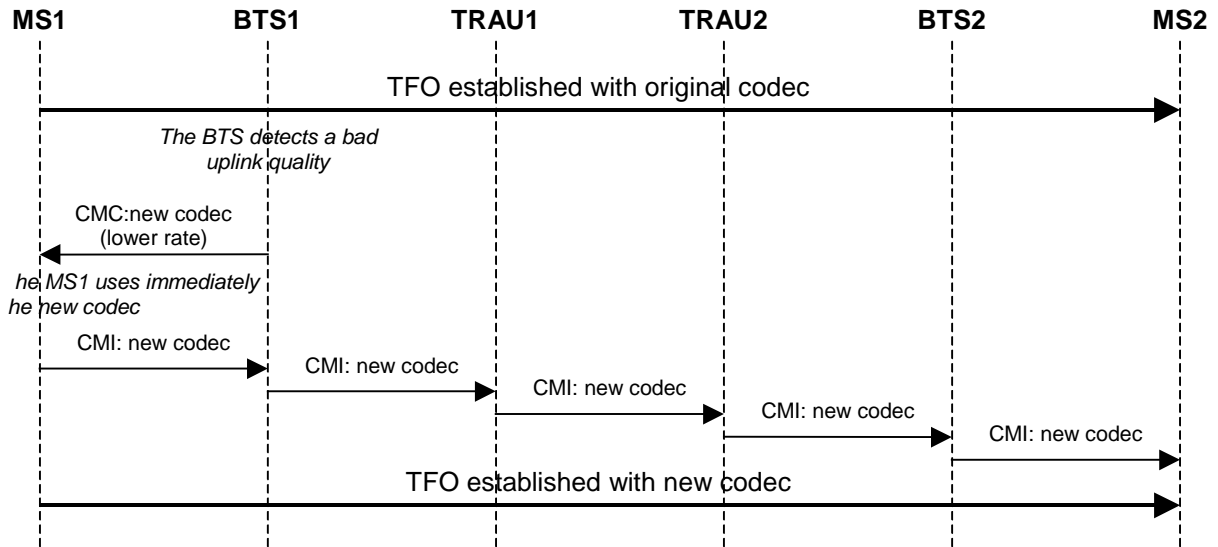 MS1 BTS1 TRAU1 TRAU2 BTS2 MS2
TFO established with original codec
The BTS detects a bad
uplink quality
CMC:new codec
(lower rate)
he MS1 uses immediately
he new codec
CMI: new codec
CMI: new codec
CMI: new codec
CMI: new codec
CMI: new codec
TFO established with new codec